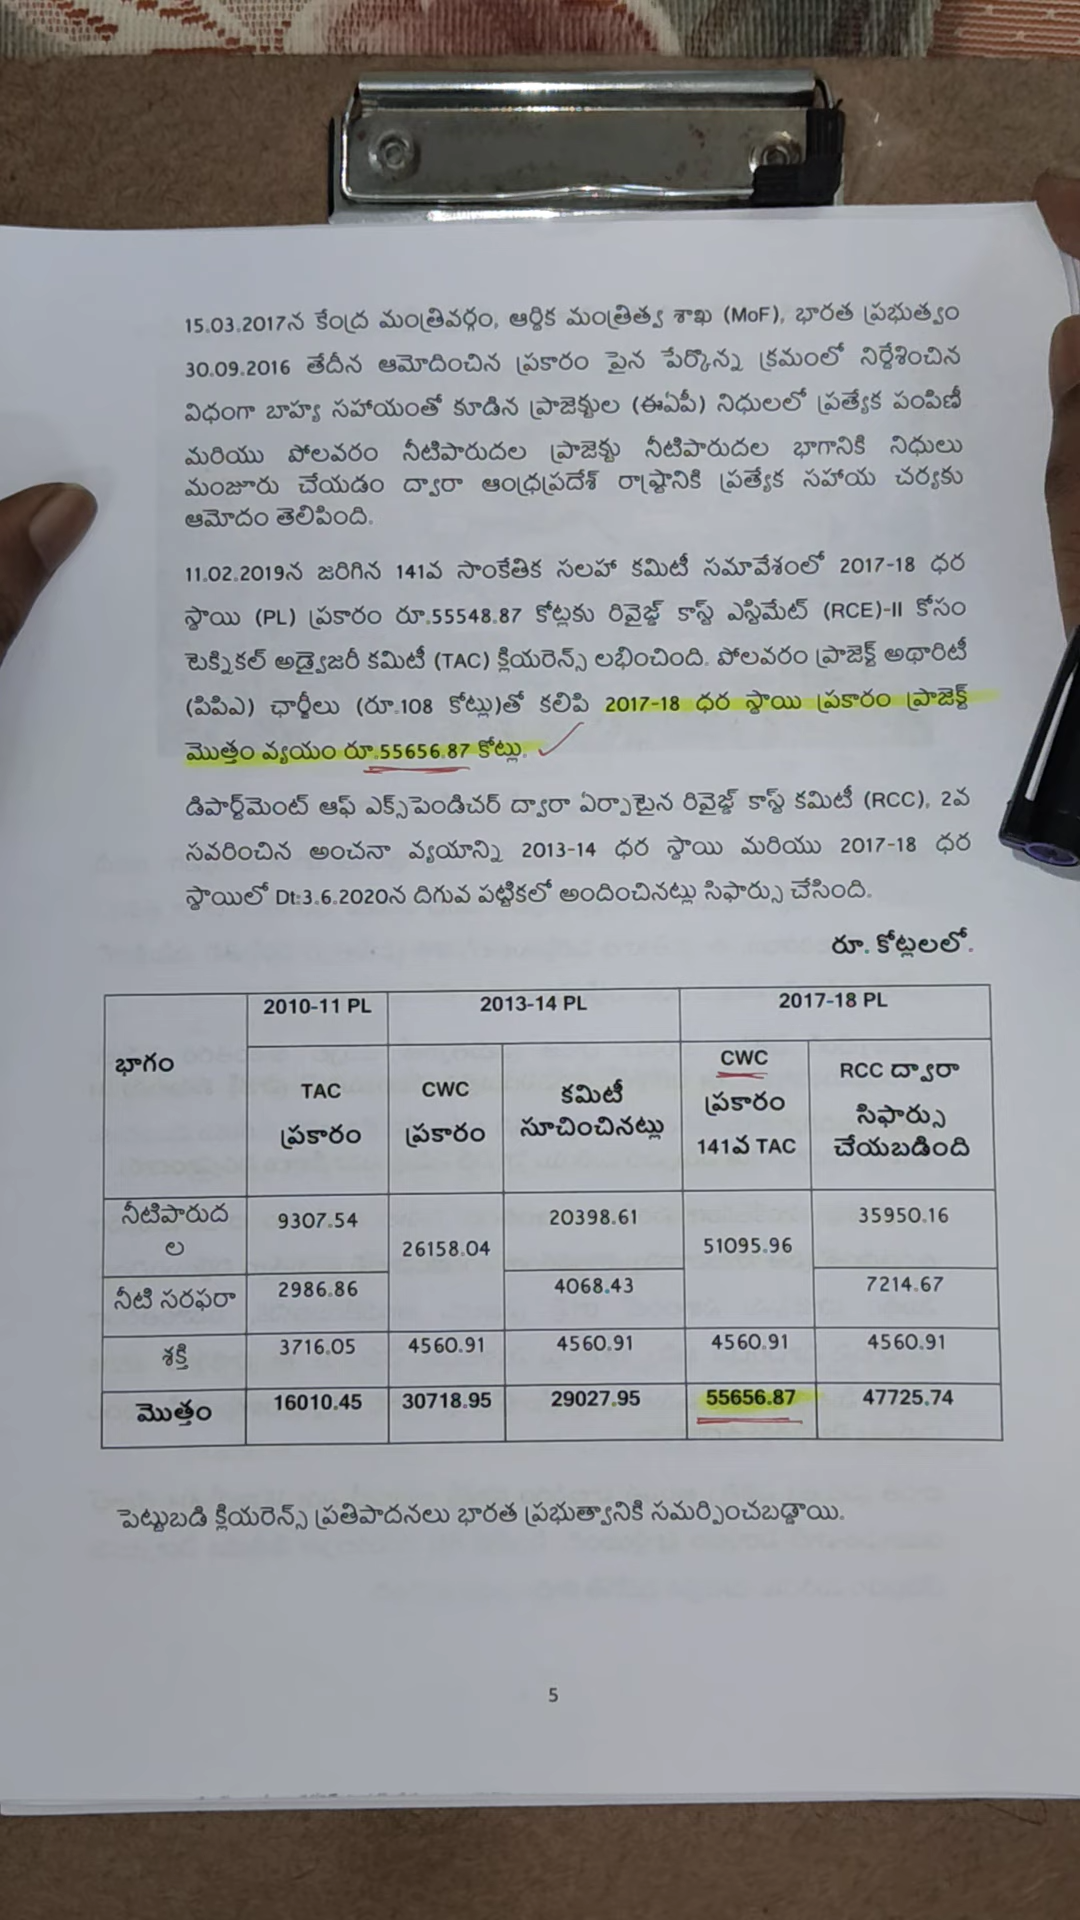 15.03.2017న కేంద్ర మంత్రివర్గం, ఆర్థిక మంత్రిత్వ శాఖ (MoF), భారత ప్రభుత్వం
30.09.2016 తేదీన ఆమోదించిన ప్రకారం పైన పేర్కొన్న క్రమంలో నిర్దేశించిన
విధంగా బాహ్య సహాయంతో కూడిన ప్రాజెక్టుల (ఈఏపీ) నిధులలో ప్రత్యేక పంపిణీ
మరియు పోలవరం నీటిపారుదల ప్రాజెక్టు నీటిపారుదల భాగానికి నిధులు
మంజూరు చేయడం ద్వారా ఆంధ్రప్రదేశ్ రాష్ట్రానికి ప్రత్యేక సహాయ చర్యకు
ఆమోదం తెలిపింది.
11.02.2019న జరిగిన 141వ సాంకేతిక సలహా కమిటీ సమావేశంలో 2017-18 ధర
స్థాయి (PL) ప్రకారం రూ.55548.87 కోట్లకు రివైజ్డ్ కాస్ట్ ఎస్టిమేట్ (RCE)-II కోసం
టెక్నికల్ అడ్వైజరీ కమిటీ (TAC) క్లియరెన్స్ లభించింది. పోలవరం ప్రాజెక్ట్ అథారిటీ
(పిపిఎ) ఛార్జీలు (రూ.108 కోట్లు)తో కలిపి 2017-18 ధర స్థాయి ప్రకారం ప్రాజెక్ట్
మొత్తం వ్యయం రూ.55656.87 కోట్లు.
డిపార్ట్‌మెంట్ ఆఫ్ ఎక్స్‌పెండిచర్ ద్వారా ఏర్పాటైన రివైజ్డ్ కాస్ట్ కమిటీ (RCC), 2వ
సవరించిన అంచనా వ్యయాన్ని 2013-14 ధర స్థాయి మరియు 2017-18 ధర
స్థాయిలో Dt:3.6.2020న దిగువ పట్టికలో అందించినట్లు సిఫార్సు చేసింది.
రూ. కోట్లలలో.
2010-11 PL 2013-14 PL 2017-18 PL
భాగం
TAC ప్రకారం
CWC ప్రకారం
కమిటీ సూచించినట్లు
CWC ప్రకారం 141వ TAC
RCC ద్వారా సిఫార్సు చేయబడింది
నీటిపారుద
ల
9307.54 26158.04 20398.61 51095.96 35950.16
నీటి సరఫరా 2986.86 4068.43 7214.67
శక్తి 3716.05 4560.91 4560.91 4560.91 4560.91
మొత్తం 16010.45 30718.95 29027.95 55656.87 47725.74
పెట్టుబడి క్లియరెన్స్ ప్రతిపాదనలు భారత ప్రభుత్వానికి సమర్పించబడ్డాయి.
5